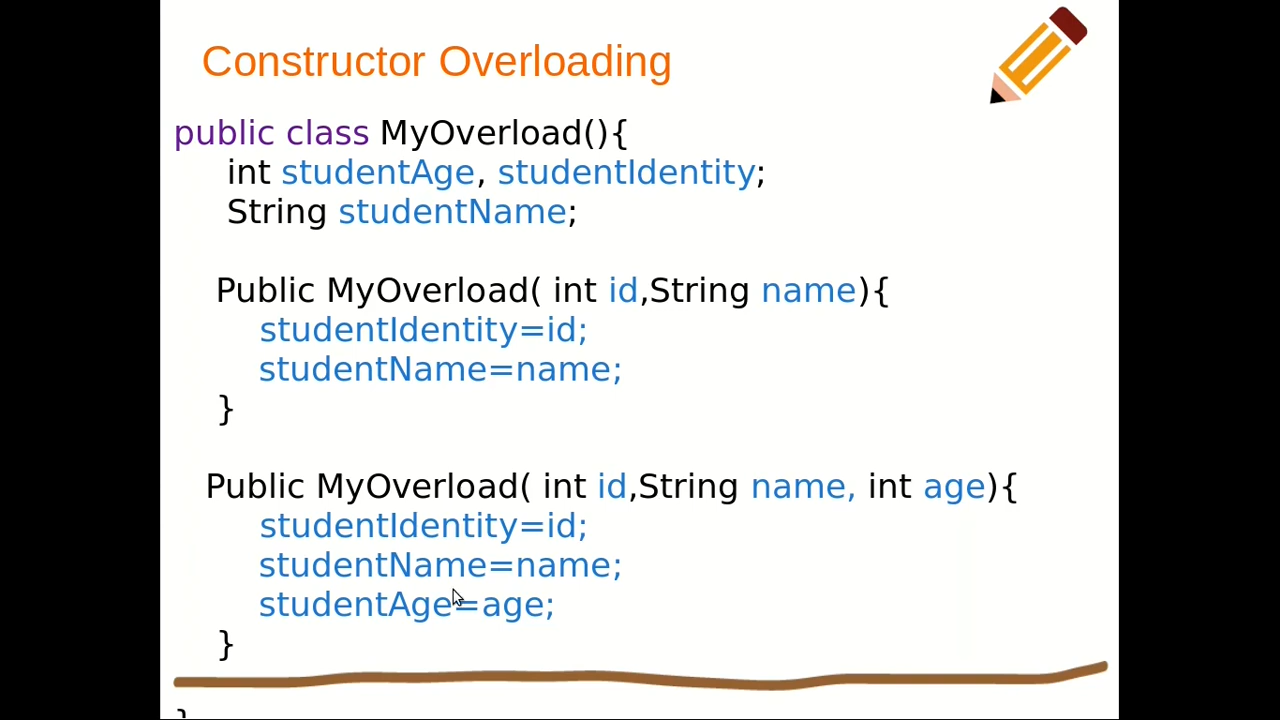 Constructor Overloading
public class MyOverload(){
int studentAge, studentIdentity;
String studentName;
Public MyOverload( int id,String name){
studentIdentity=id;
studentName=name;
}
Public MyOverload( int id,String name, int age){
studentIdentity=id;
studentName=name;
studentAge=age;
}
}